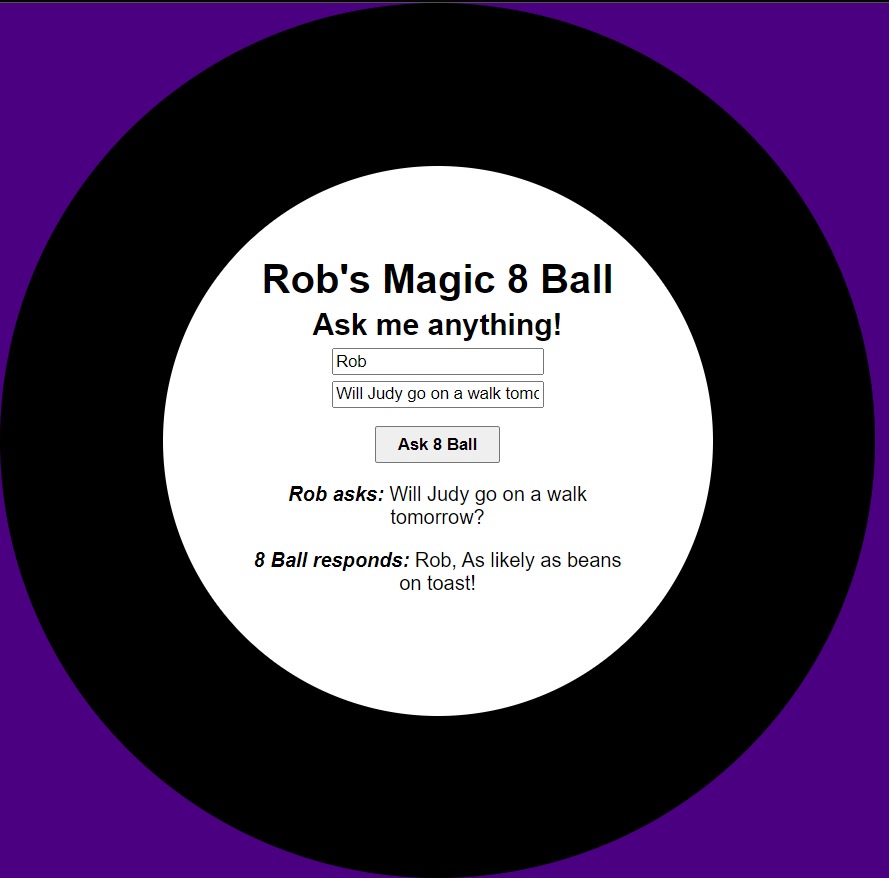 Rob's Magic 8 Ball
Ask me anything!
Rob
Will Judy go on a walk tomo
Ask 8 Ball
Rob asks: Will Judy go on a walk
tomorrow?
8 Ball responds: Rob, As likely as beans
on toast!